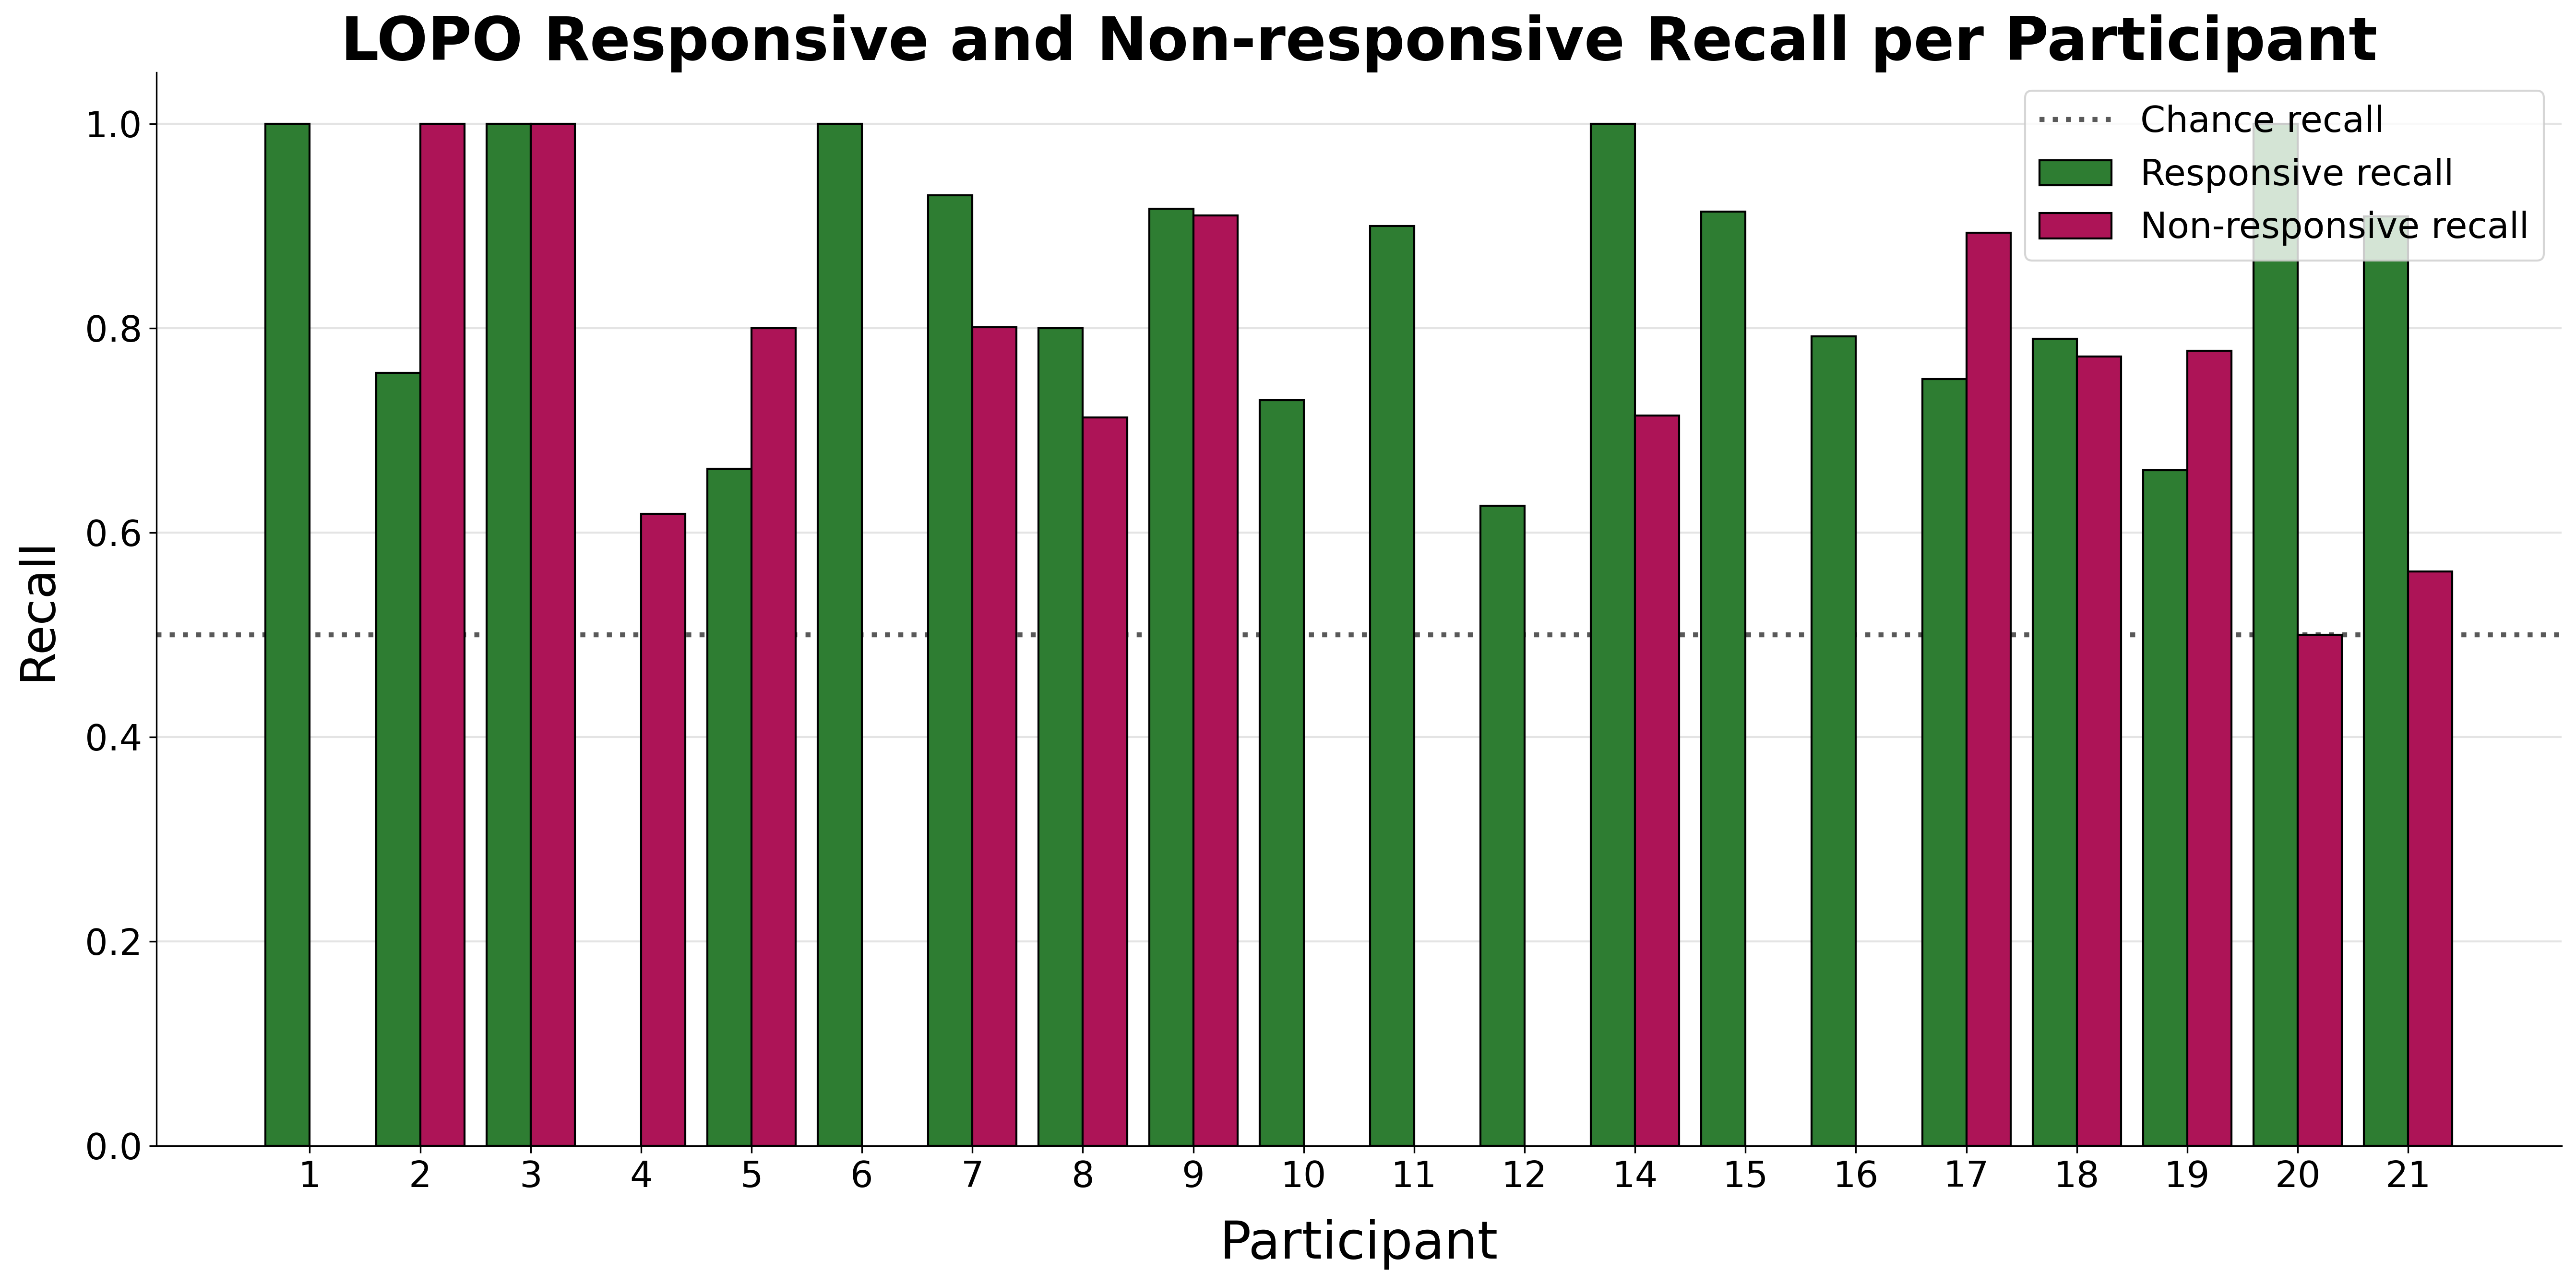 LOPO Responsive and Non-responsive Recall per Participant
Chance recall
Responsive recall
Non-responsive recall
1.0
0.8
0.6
0.4
0.2
0.0
Recall
1 2 3 4 5 6 7 8 9 10 11 12 14 15 16 17 18 19 20 21
Participant